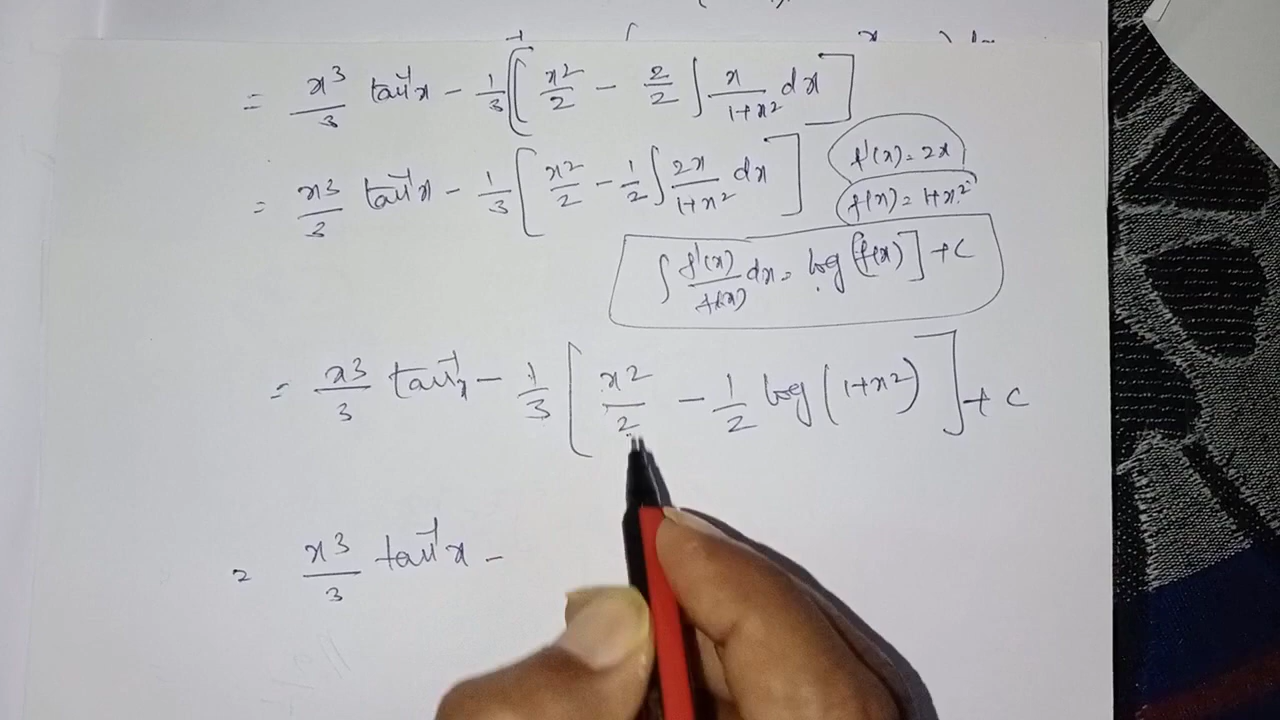 = x³/3 tan⁻¹x - 1/3 [ x²/2 - 2/2 ∫ x/1+x² dx ]
= x³/3 tan⁻¹x - 1/3 [ x²/2 - 1/2 ∫ 2x/1+x² dx ]
f'(x) = 2x
f(x) = 1+x²
∫ f'(x)/f(x) dx = log [f(x)] + C
= x³/3 tan⁻¹x - 1/3 [ x²/2 - 1/2 log (1+x²) ] + C
= x³/3 tan⁻¹x -